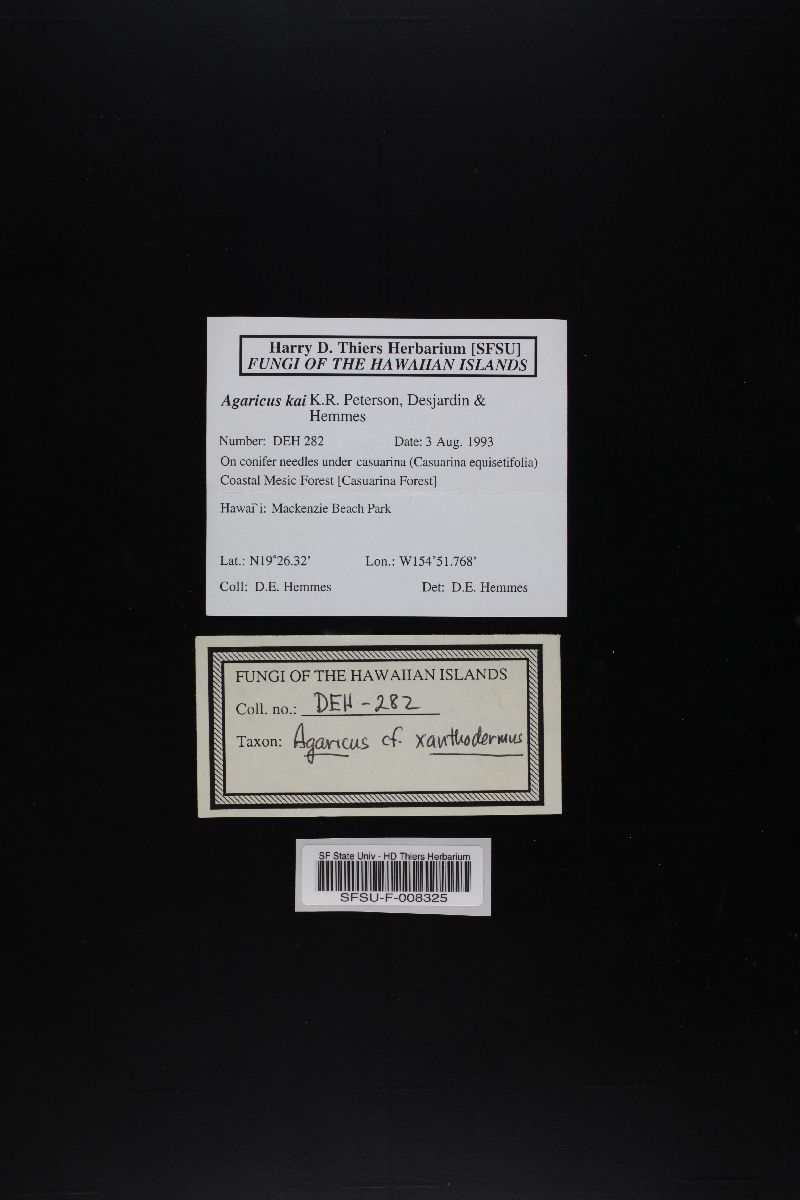 Harry D. Thiers Herbarium [SFSU]
FUNGI OF THE HAWAIIAN ISLANDS
Agaricus kai K.R. Peterson, Desjardin &
Hemmes
Number: DEH 282 Date: 3 Aug. 1993
On conifer needles under casuarina (Casuarina equisetifolia)
Coastal Mesic Forest [Casuarina Forest]
Hawai`i: Mackenzie Beach Park
Lat.: N19°26.32' Lon.: W154°51.768'
Coll: D.E. Hemmes Det: D.E. Hemmes
FUNGI OF THE HAWAIIAN ISLANDS
Coll. no.: DEH-282
Taxon: Agaricus cf. xanthodermus
SF State Univ - HD Thiers Herbarium
SFSU-F-008325